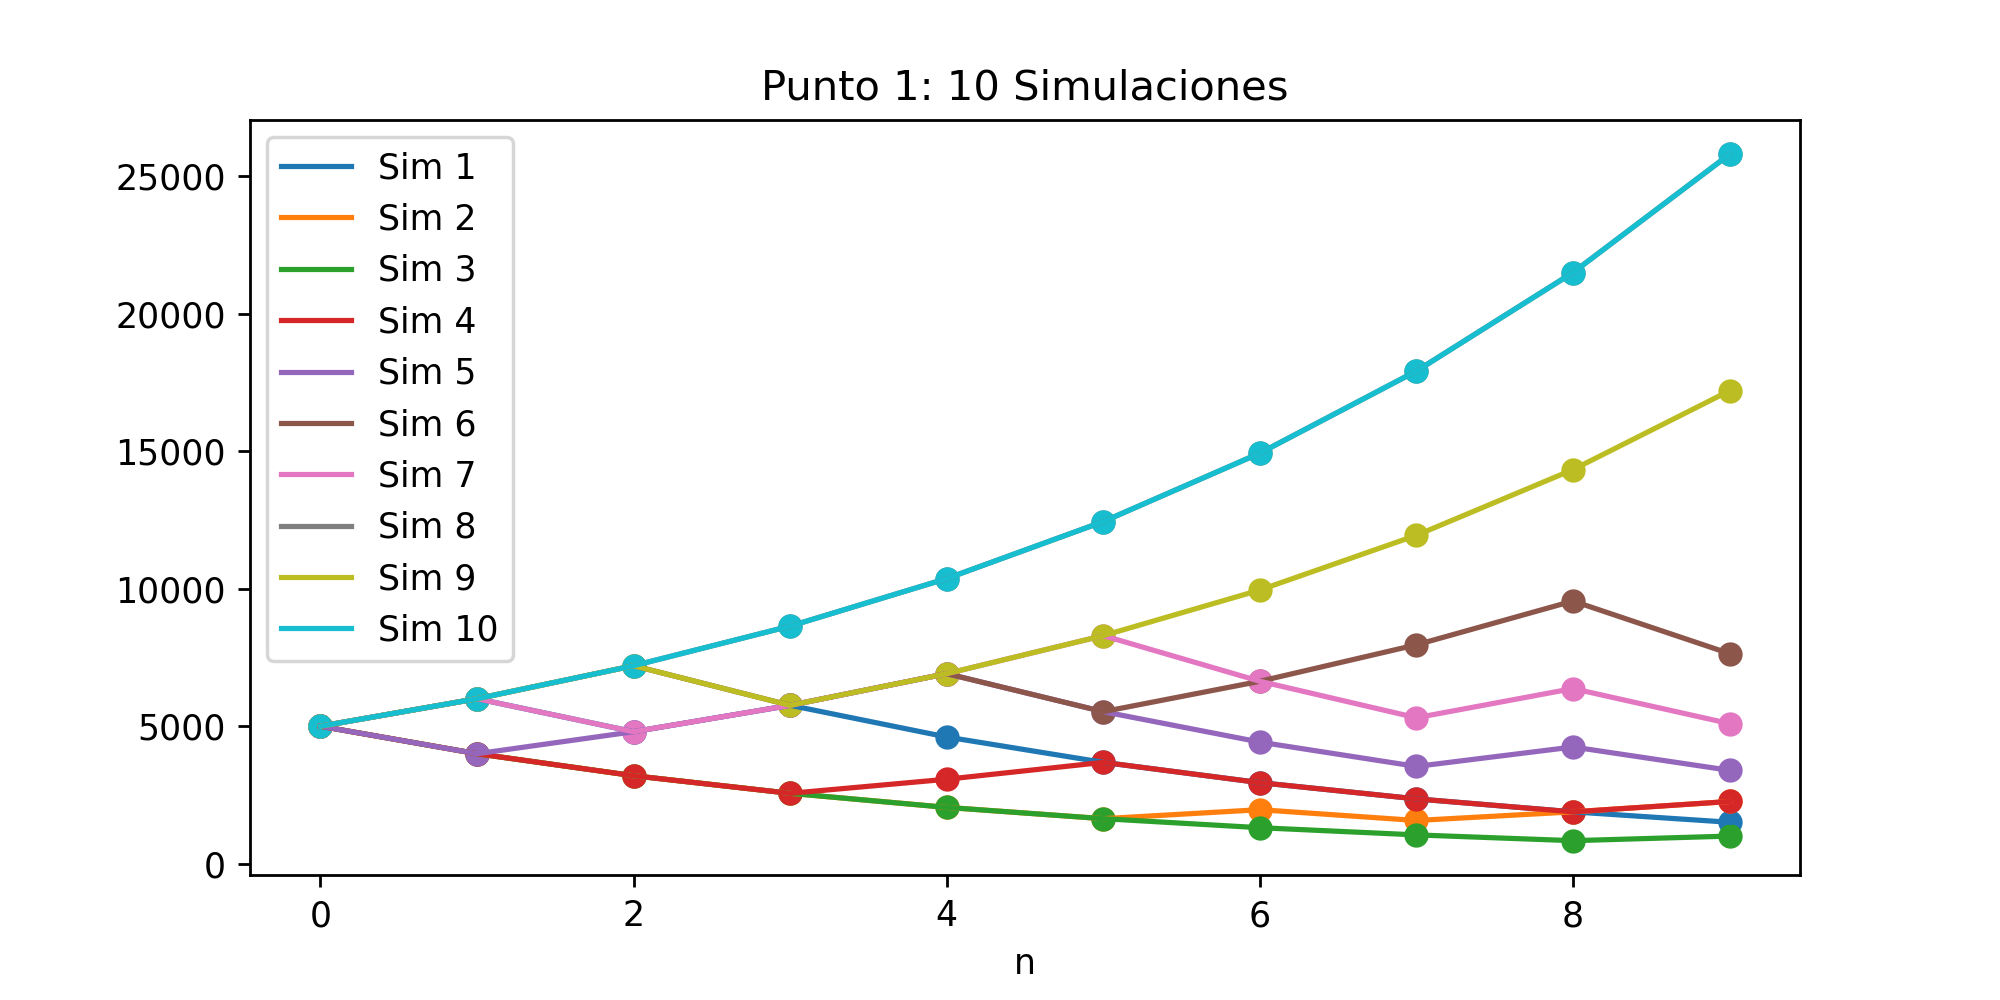 Punto 1: 10 Simulaciones
25000
20000
15000
10000
5000
0
Sim 1
Sim 2
Sim 3
Sim 4
Sim 5
Sim 6
Sim 7
Sim 8
Sim 9
Sim 10
0 2 4 6 8
n